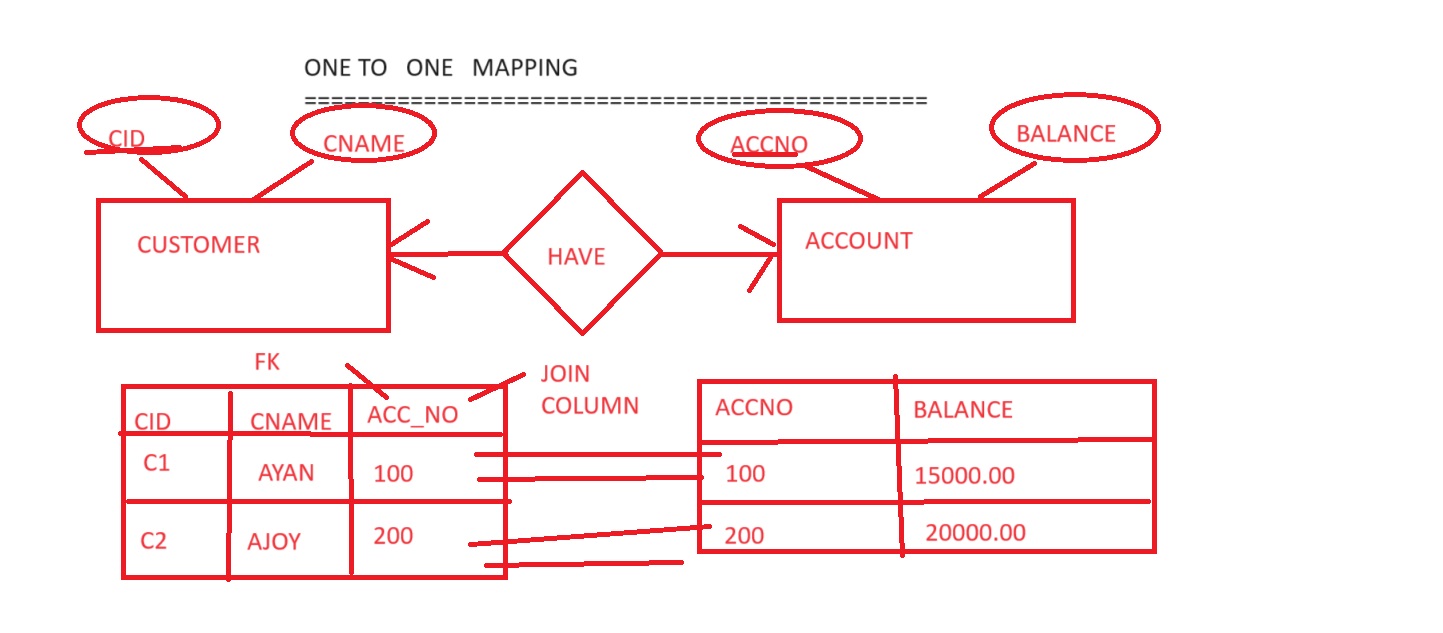 ONE TO ONE MAPPING
===============================================
CID
CNAME
ACCNO
BALANCE
CUSTOMER
HAVE
ACCOUNT
FK
JOIN
COLUMN
CID CNAME ACC_NO
ACCNO BALANCE
C1 AYAN 100
100 15000.00
C2 AJOY 200
200 20000.00